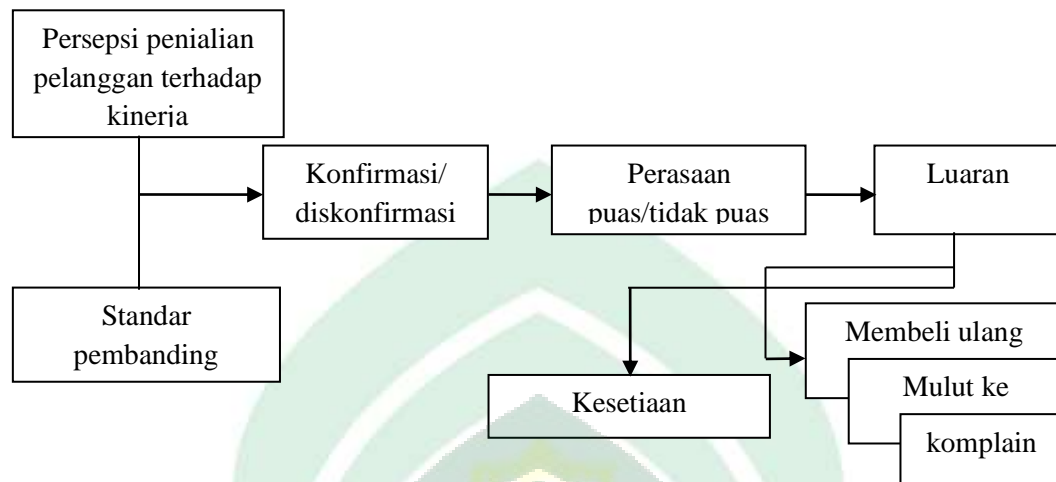 Persepsi penialian
pelanggan terhadap
kinerja
Konfirmasi/
diskonfirmasi
Perasaan
puas/tidak puas
Luaran
Standar
pembanding
Kesetiaan
Membeli ulang
Mulut ke
komplain